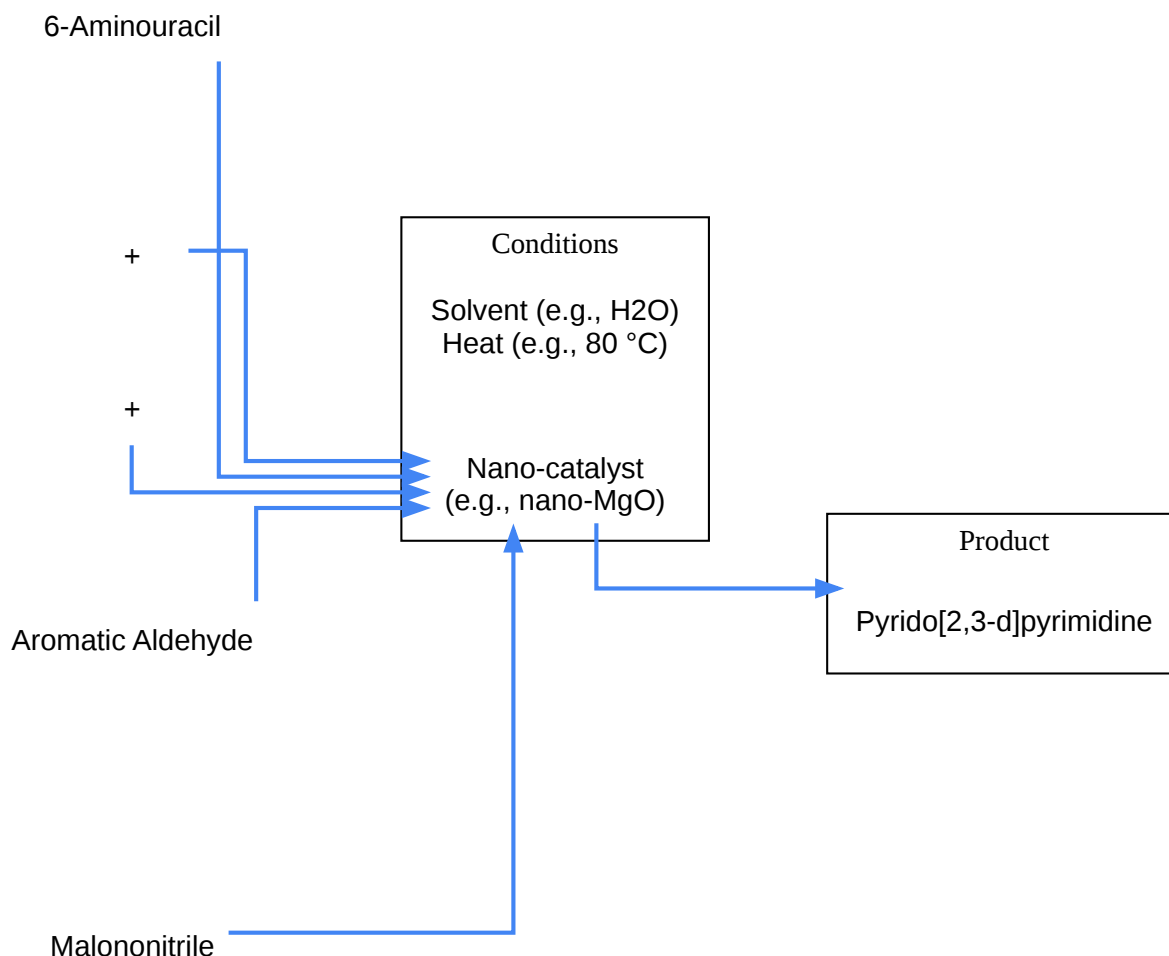 6-Aminouracil
+
+
Aromatic Aldehyde
Malononitrile
Conditions
Solvent (e.g., H2O)
Heat (e.g., 80 °C)
Nano-catalyst
(e.g., nano-MgO)
Product
Pyrido[2,3-d]pyrimidine